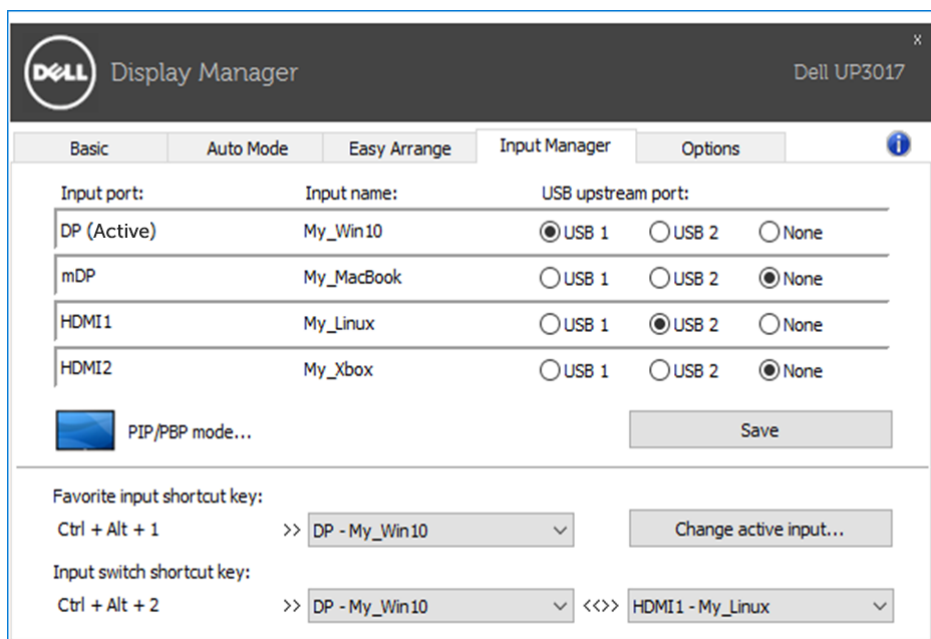 x
DELL Display Manager Dell UP3017
Basic Auto Mode Easy Arrange Input Manager Options i
Input port: Input name: USB upstream port:
DP (Active) My_Win10 USB 1 USB 2 None
mDP My_MacBook USB 1 USB 2 None
HDMI1 My_Linux USB 1 USB 2 None
HDMI2 My_Xbox USB 1 USB 2 None
PIP/PBP mode... Save
Favorite input shortcut key:
Ctrl + Alt + 1 >> DP - My_Win10 Change active input...
Input switch shortcut key:
Ctrl + Alt + 2 >> DP - My_Win10 <<>> HDMI1 - My_Linux